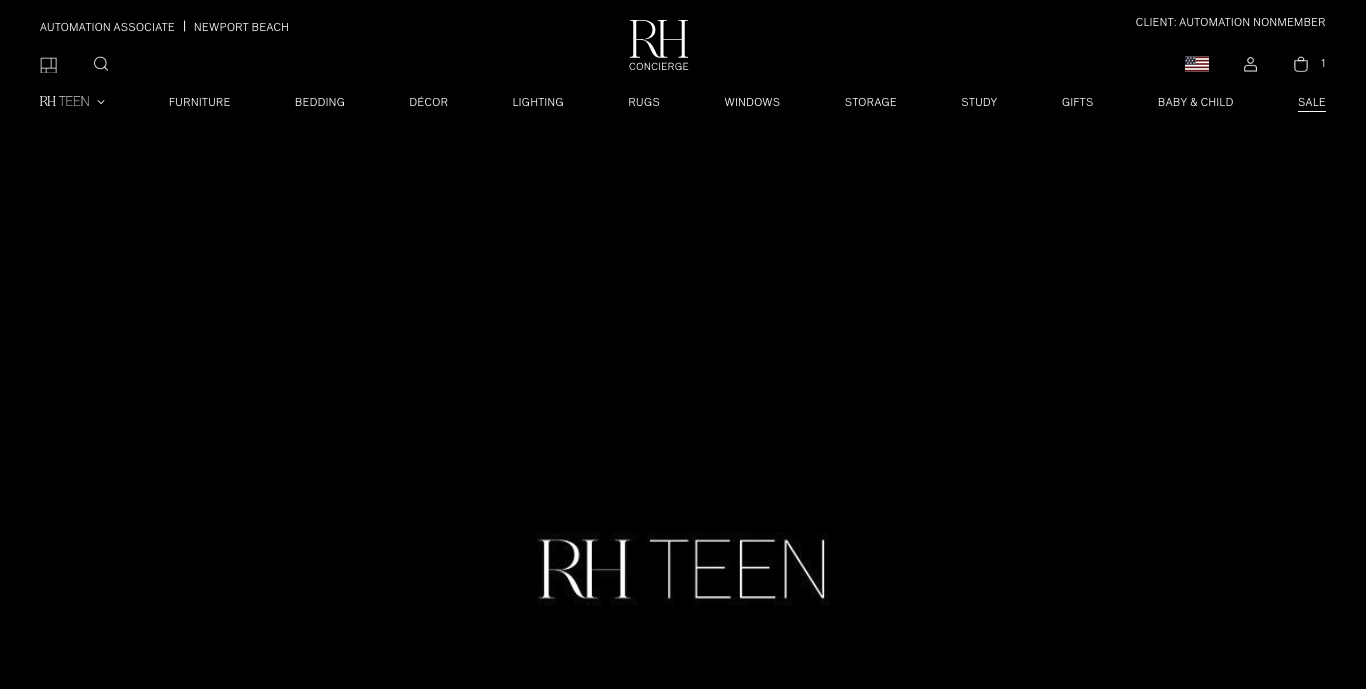 AUTOMATION ASSOCIATE | NEWPORT BEACH
RH
CONCIERGE
CLIENT: AUTOMATION NONMEMBER
1
RH TEEN FURNITURE BEDDING DÉCOR LIGHTING RUGS WINDOWS STORAGE STUDY GIFTS BABY & CHILD SALE
RH TEEN